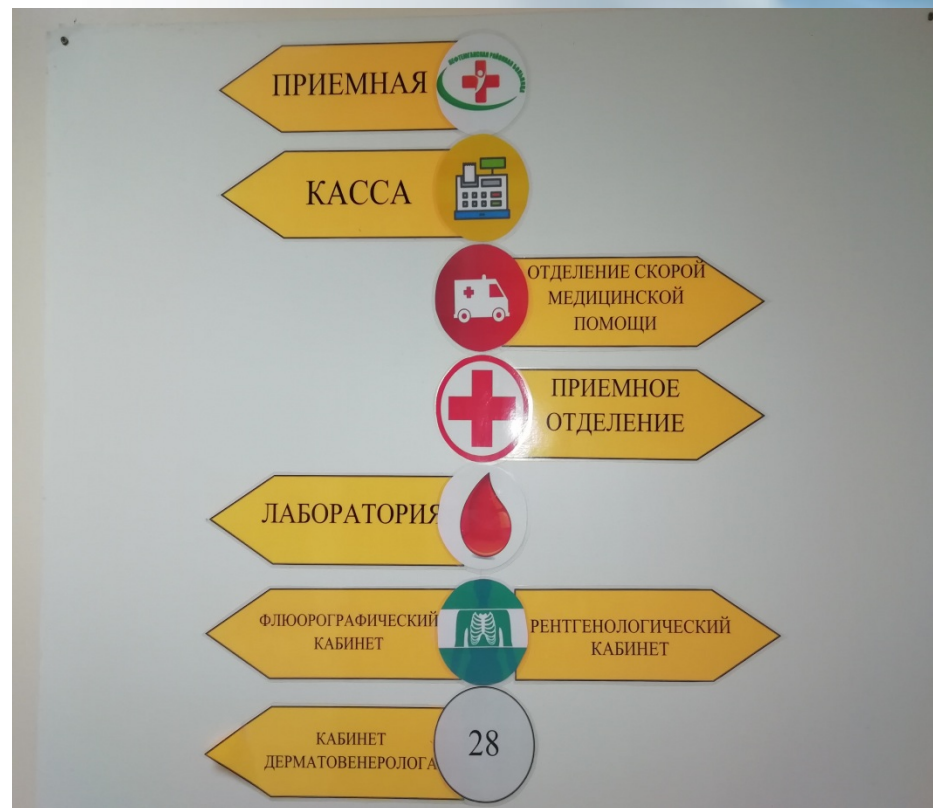 ПРИЕМНАЯ
КАССА
ОТДЕЛЕНИЕ СКОРОЙ
МЕДИЦИНСКОЙ
ПОМОЩИ
ПРИЕМНОЕ
ОТДЕЛЕНИЕ
ЛАБОРАТОРИЯ
ФЛЮОРОГРАФИЧЕСКИЙ
КАБИНЕТ
РЕНТГЕНОЛОГИЧЕСКИЙ
КАБИНЕТ
КАБИНЕТ
ДЕРМАТОВЕНЕРОЛОГА
28